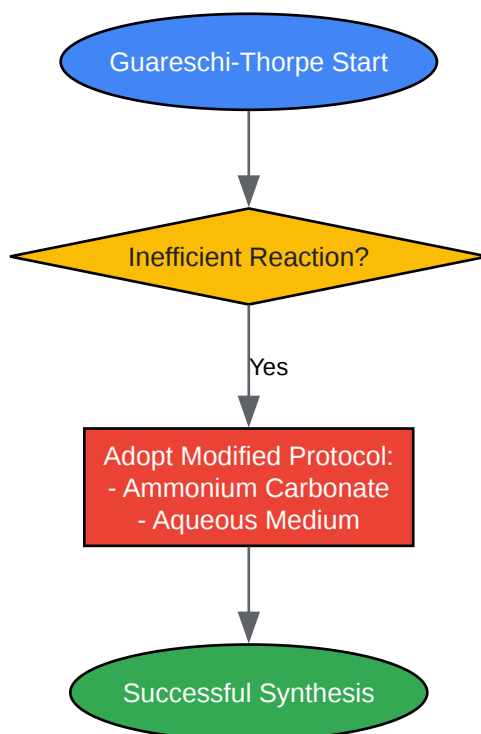 Guareschi-Thorpe Start
Inefficient Reaction?
Yes
Adopt Modified Protocol:
- Ammonium Carbonate
- Aqueous Medium
Successful Synthesis